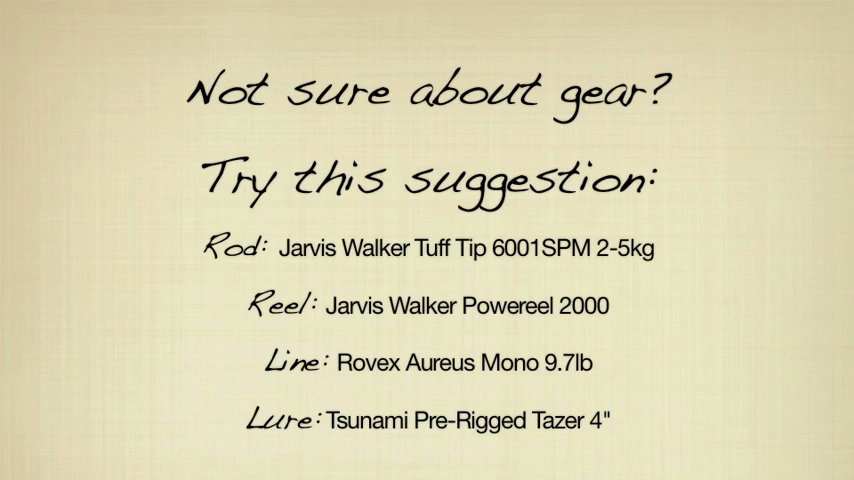 Not sure about gear?
Try this suggestion:
Rod: Jarvis Walker Tuff Tip 6001SPM 2-5kg
Reel: Jarvis Walker Powereel 2000
Line: Rovex Aureus Mono 9.7lb
Lure: Tsunami Pre-Rigged Tazer 4"